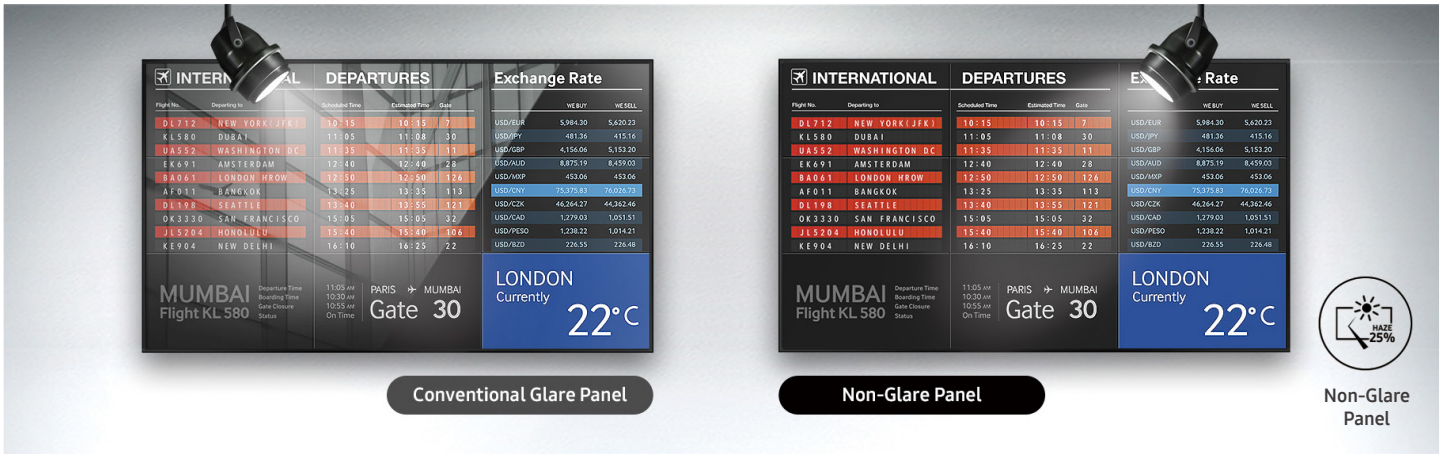 INTERN AL DEPARTURES Exchange Rate
Flight No. Departing to Scheduled Time Estimated Time Gate WE BUY WE SELL
DL712 NEW YORK(JFK) 10:15 10:15 7 USD/EUR 5,984.30 5,620.23
KL580 DUBAI 11:05 11:08 30 USD/JPY 481.36 415.16
UA552 WASHINGTON DC 11:35 11:35 11 USD/GBP 4,156.06 5,153.20
EK691 AMSTERDAM 12:40 12:40 28 USD/AUD 8,875.19 8,459.03
BA061 LONDON HROW 12:50 12:50 126 USD/MXP 453.06 453.06
AF011 BANGKOK 13:25 13:35 113 USD/CNY 75,375.83 76,026.73
DL198 SEATTLE 13:40 13:55 121 USD/CZK 46,264.27 44,362.46
OK3330 SAN FRANCISCO 15:05 15:05 32 USD/CAD 1,279.03 1,051.51
JL5204 HONOLULU 15:40 15:40 106 USD/PESO 1,238.22 1,014.21
KE904 NEW DELHI 16:10 16:25 22 USD/BZD 226.55 226.48
MUMBAI
Flight KL 580
Departure Time 11:05 AM
Boarding Time 10:30 AM
Gate Closure 10:55 AM
Status On Time
PARIS MUMBAI
Gate 30
LONDON
Currently
22°C
Conventional Glare Panel
INTERNATIONAL DEPARTURES Ex e Rate
Flight No. Departing to Scheduled Time Estimated Time Gate WE BUY WE SELL
DL712 NEW YORK(JFK) 10:15 10:15 7 USD/EUR 5,984.30 5,620.23
KL580 DUBAI 11:05 11:08 30 USD/JPY 481.36 415.16
UA552 WASHINGTON DC 11:35 11:35 11 USD/GBP 4,156.06 5,153.20
EK691 AMSTERDAM 12:40 12:40 28 USD/AUD 8,875.19 8,459.03
BA061 LONDON HROW 12:50 12:50 126 USD/MXP 453.06 453.06
AF011 BANGKOK 13:25 13:35 113 USD/CNY 75,375.83 76,026.73
DL198 SEATTLE 13:40 13:55 121 USD/CZK 46,264.27 44,362.46
OK3330 SAN FRANCISCO 15:05 15:05 32 USD/CAD 1,279.03 1,051.51
JL5204 HONOLULU 15:40 15:40 106 USD/PESO 1,238.22 1,014.21
KE904 NEW DELHI 16:10 16:25 22 USD/BZD 226.55 226.48
MUMBAI
Flight KL 580
Departure Time 11:05 AM
Boarding Time 10:30 AM
Gate Closure 10:55 AM
Status On Time
PARIS MUMBAI
Gate 30
LONDON
Currently
22°C
Non-Glare Panel
HAZE
25%
Non-Glare
Panel